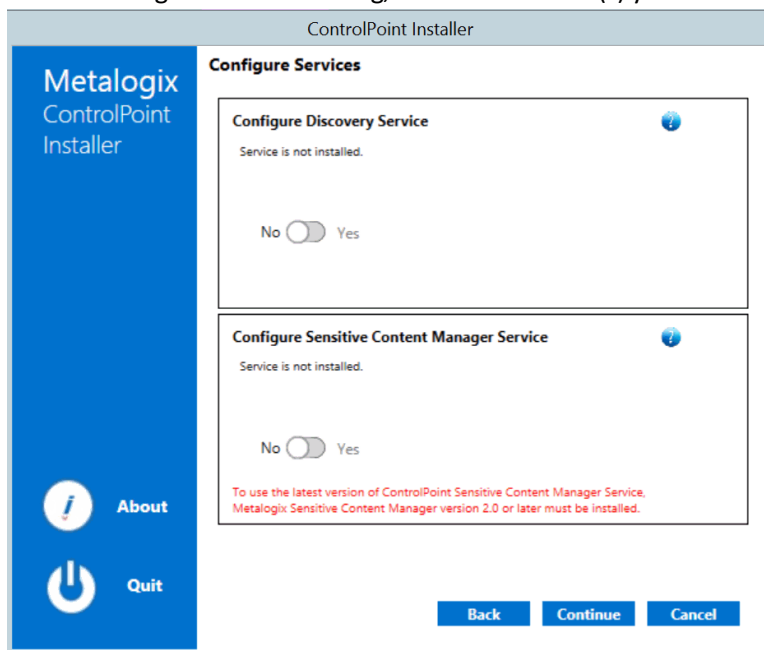 ControlPoint Installer
Metalogix
ControlPoint
Installer
Configure Services
Configure Discovery Service
?
Service is not installed.
No Yes
Configure Sensitive Content Manager Service
?
Service is not installed.
No Yes
To use the latest version of ControlPoint Sensitive Content Manager Service,
Metalogix Sensitive Content Manager version 2.0 or later must be installed.
i About
Quit
Back Continue Cancel